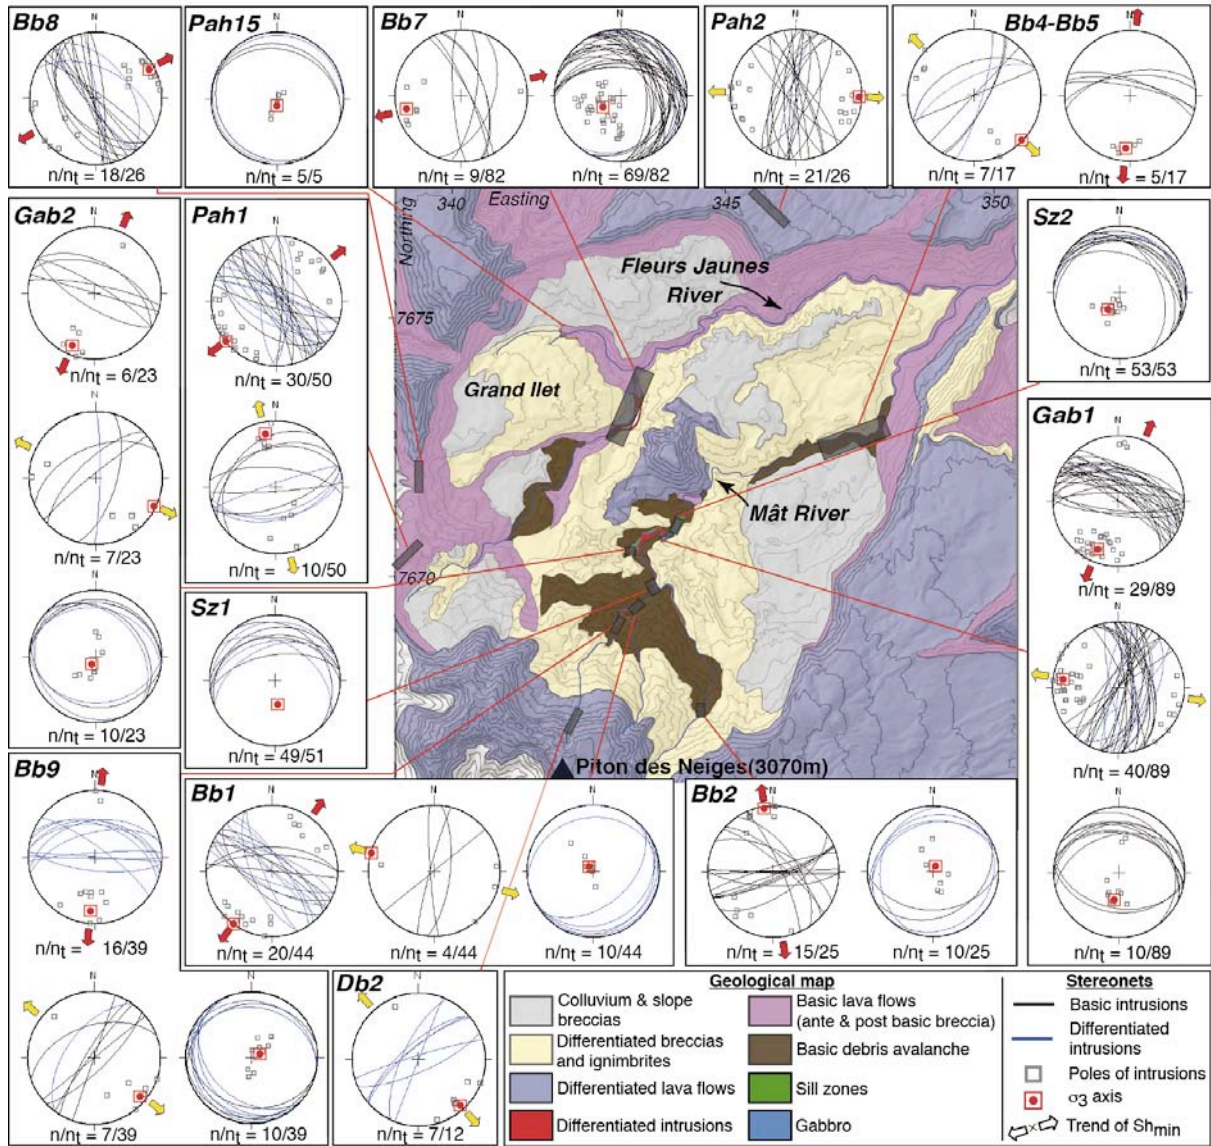 Bb8
N
n/nt = 18/26
Pah15
N
n/nt = 5/5
Bb7
N
n/nt = 9/82
N
n/nt = 69/82
Pah2
N
n/nt = 21/26
Bb4-Bb5
N
n/nt = 7/17
N
n/nt = 5/17
Gab2
N
n/nt = 6/23
N
n/nt = 7/23
N
n/nt = 10/23
Pah1
N
n/nt = 30/50
N
n/nt = 10/50
Sz1
N
n/nt = 49/51
340
Easting
345
350
Northing
7675
7670
Fleurs Jaunes
River
Grand Ilet
Mât River
Piton des Neiges(3070m)
Sz2
N
n/nt = 53/53
Gab1
N
n/nt = 29/89
N
n/nt = 40/89
N
n/nt = 10/89
Bb9
N
n/nt = 16/39
N
n/nt = 7/39
N
n/nt = 10/39
Bb1
N
n/nt = 20/44
N
n/nt = 4/44
N
n/nt = 10/44
Bb2
N
n/nt = 15/25
N
n/nt = 10/25
Db2
N
n/nt = 7/12
Geological map
Colluvium & slope
breccias
Differentiated breccias
and ignimbrites
Differentiated lava flows
Differentiated intrusions
Basic lava flows
(ante & post basic breccia)
Basic debris avalanche
Sill zones
Gabbro
Stereonets
Basic intrusions
Differentiated
intrusions
Poles of intrusions
σ3 axis
Trend of Shmin